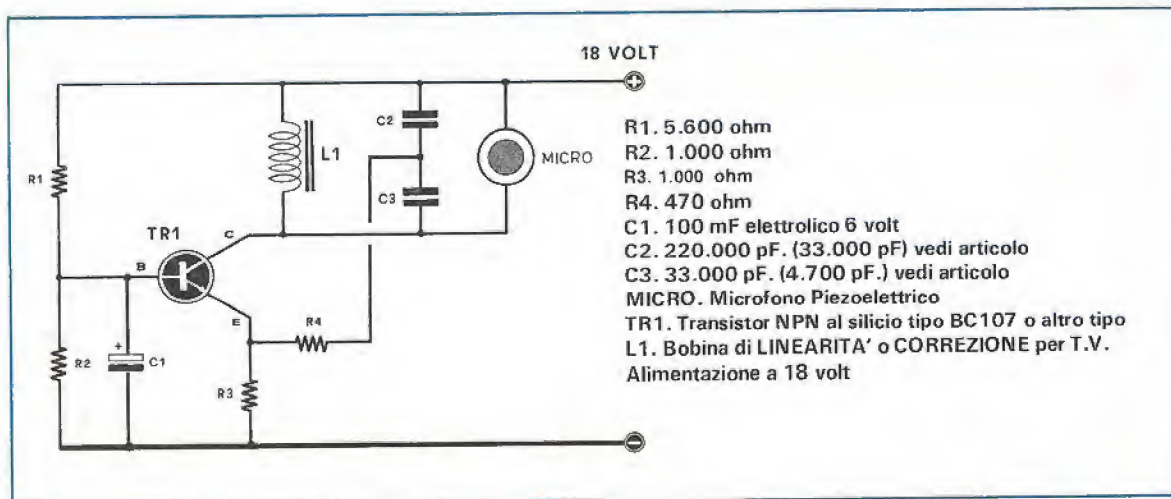 18 VOLT
+
R1
L1
C2
C3
MICRO
TR1
C
B
E
R4
+
R2
C1
R3
−
R1. 5.600 ohm
R2. 1.000 ohm
R3. 1.000 ohm
R4. 470 ohm
C1. 100 mF elettrolico 6 volt
C2. 220.000 pF. (33.000 pF) vedi articolo
C3. 33.000 pF. (4.700 pF.) vedi articolo
MICRO. Microfono Piezoelettrico
TR1. Transistor NPN al silicio tipo BC107 o altro tipo
L1. Bobina di LINEARITA' o CORREZIONE per T.V.
Alimentazione a 18 volt